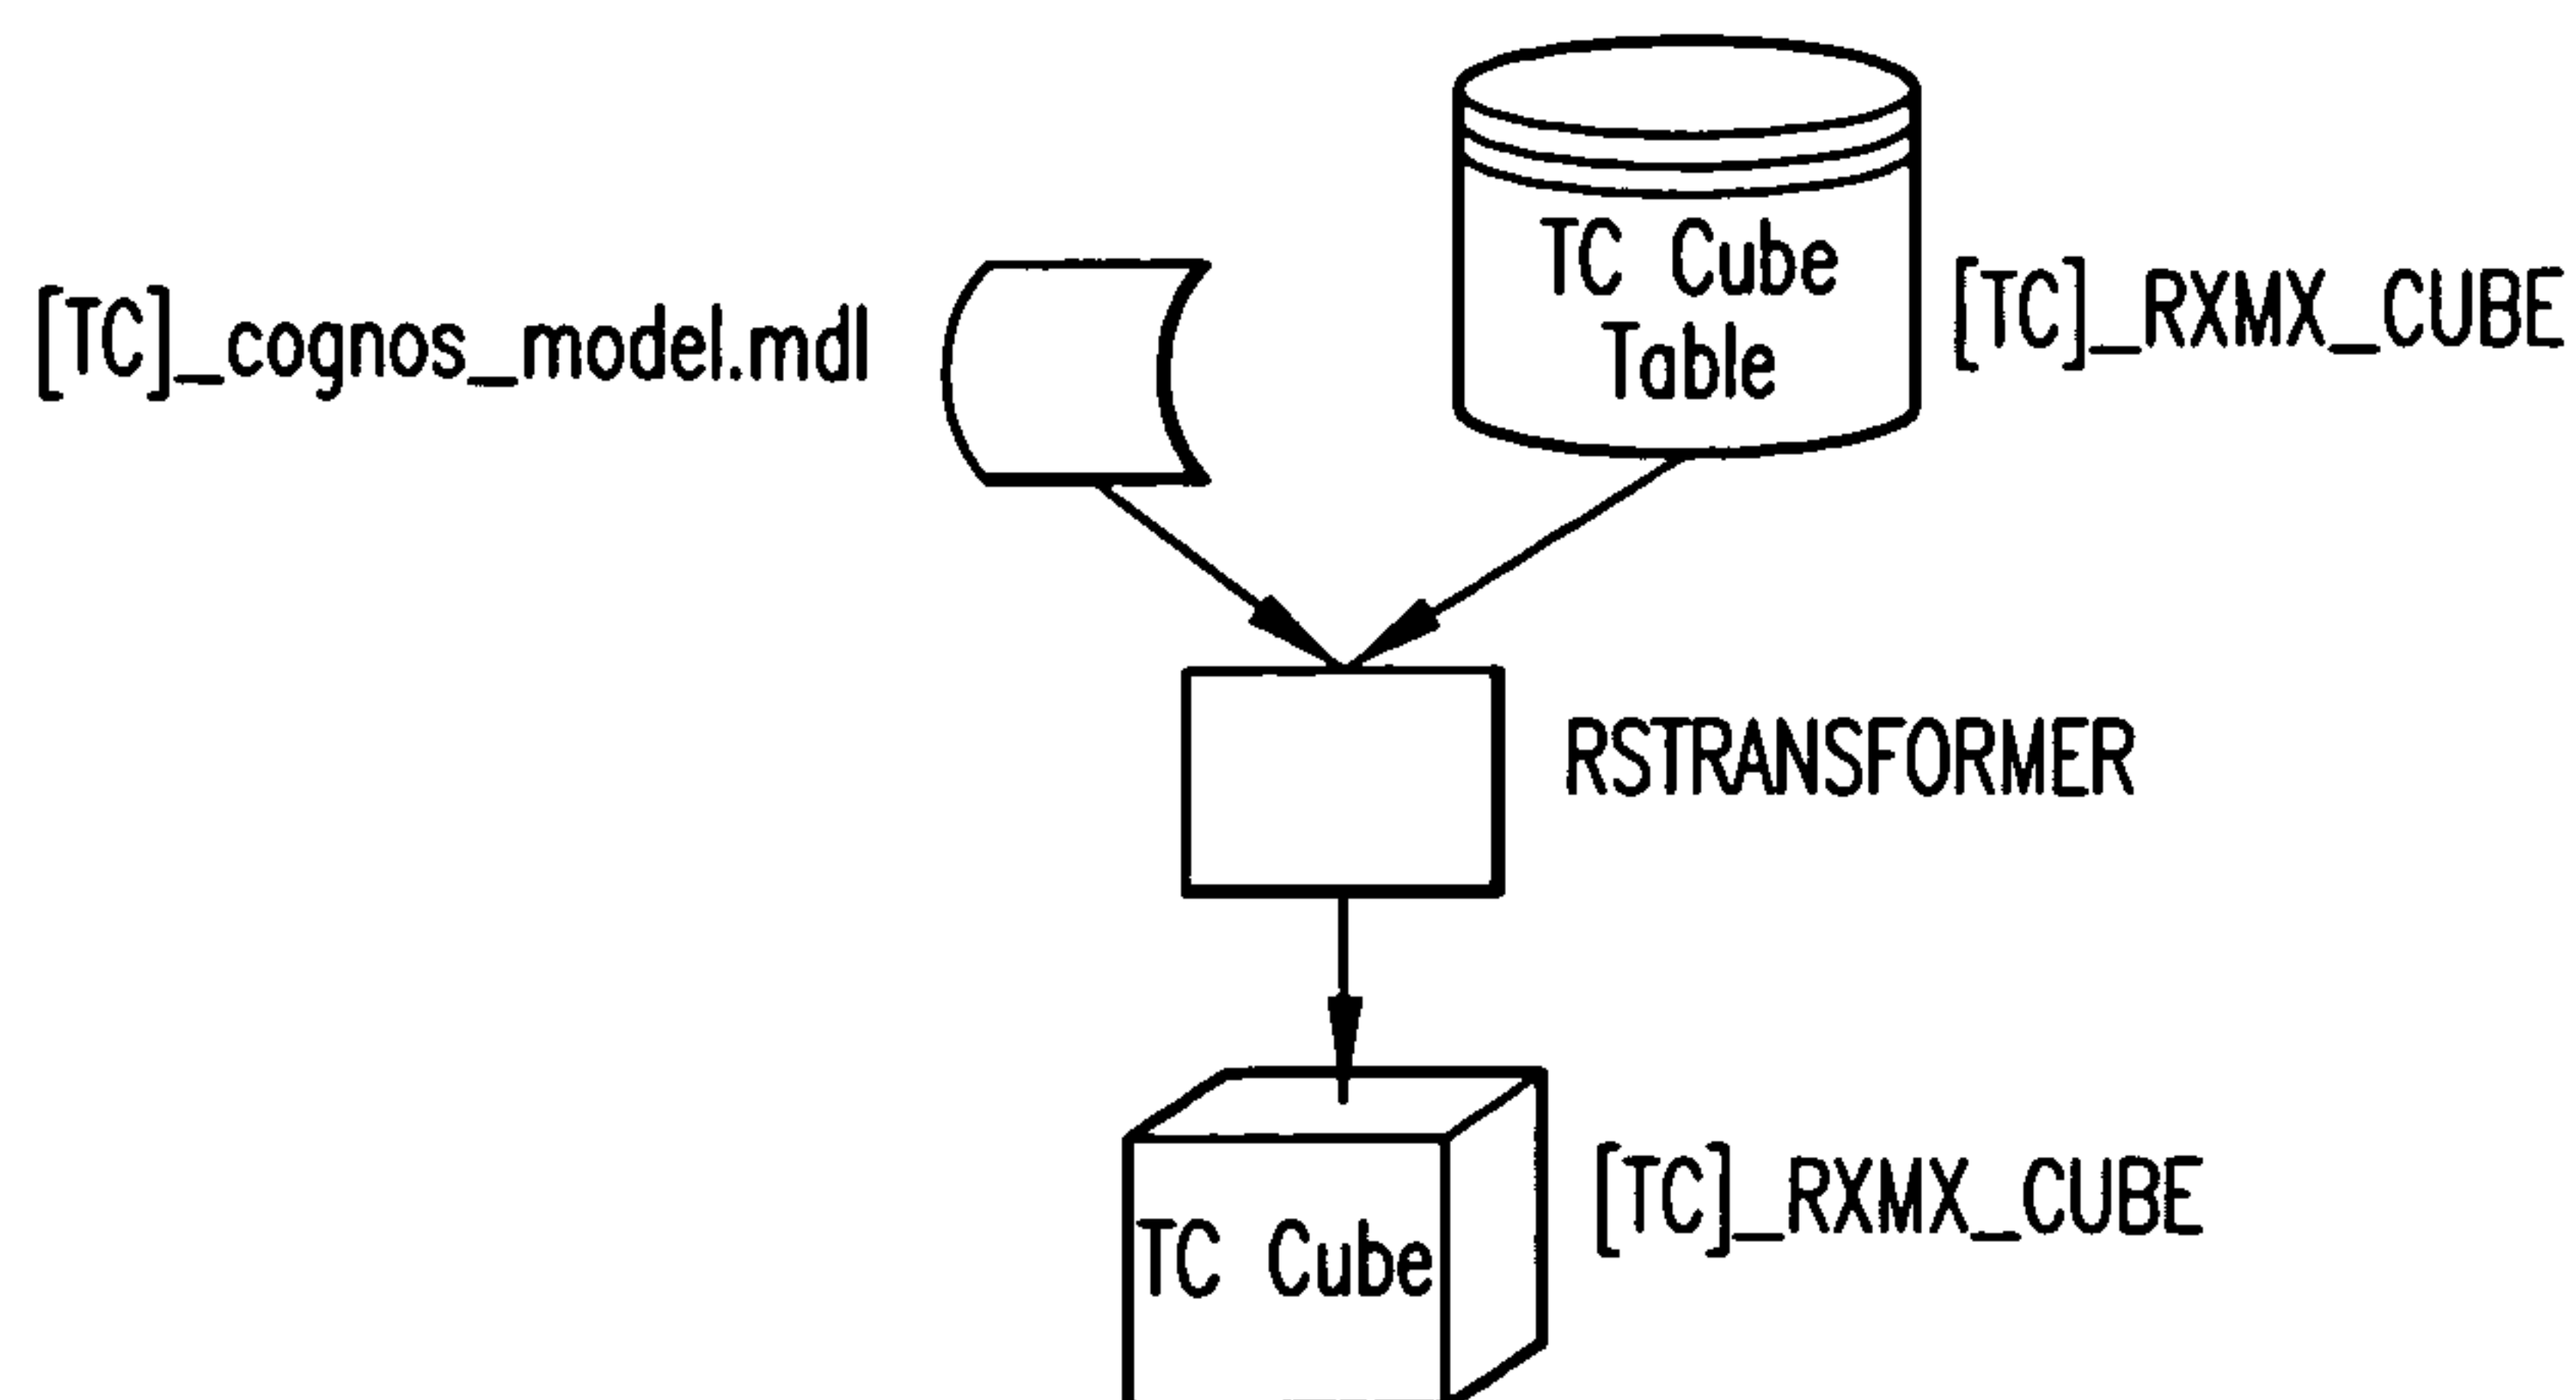 TC Cube
Table
[TC]_RXMX_CUBE
[TC]_cognos_model.mdl
RSTRANSFORMER
[TC]_RXMX_CUBE
TC Cube